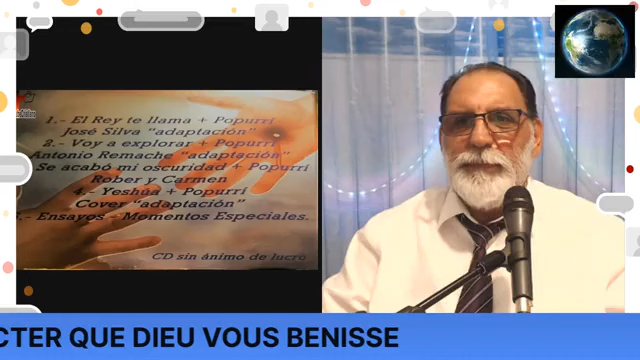 1.- El Rey te llama + Popurri
José Silva "adaptación"
2.- Voy a explorar + Popurri
Antonio Remache "adaptación"
Se acabó mi oscuridad + Popurri
Rober y Carmen
4.- Yeshúa + Popurri
Cover "adaptación"
.- Ensayos - Momentos Especiales.
CD sin ánimo de lucro
CTER QUE DIEU VOUS BENISSE